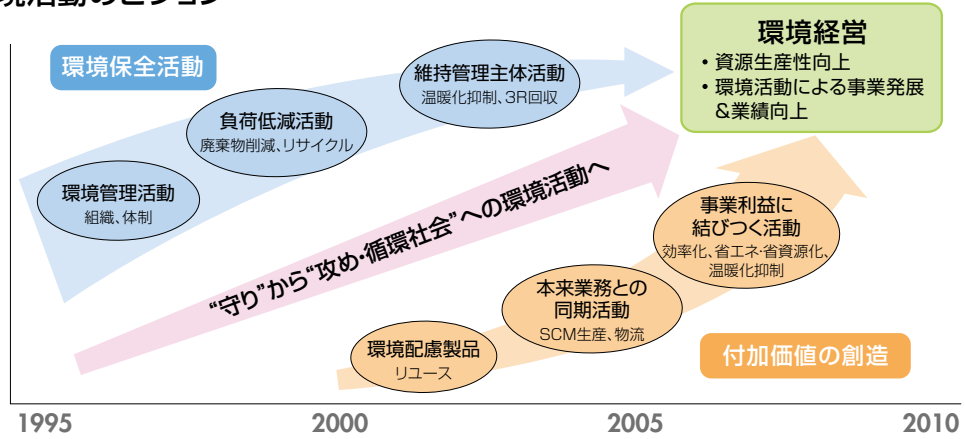 境活動のビジョン
環境保全活動
環境経営
・資源生産性向上
・環境活動による事業発展
&業績向上
維持管理主体活動
温暖化抑制、3R回収
負荷低減活動
廃棄物削減、リサイクル
環境管理活動
組織、体制
“守り”から“攻め・循環社会”への環境活動へ
事業利益に
結びつく活動
効率化、省エネ・省資源化、
温暖化抑制
本来業務との
同期活動
SCM生産、物流
環境配慮製品
リユース
付加価値の創造
1995
2000
2005
2010